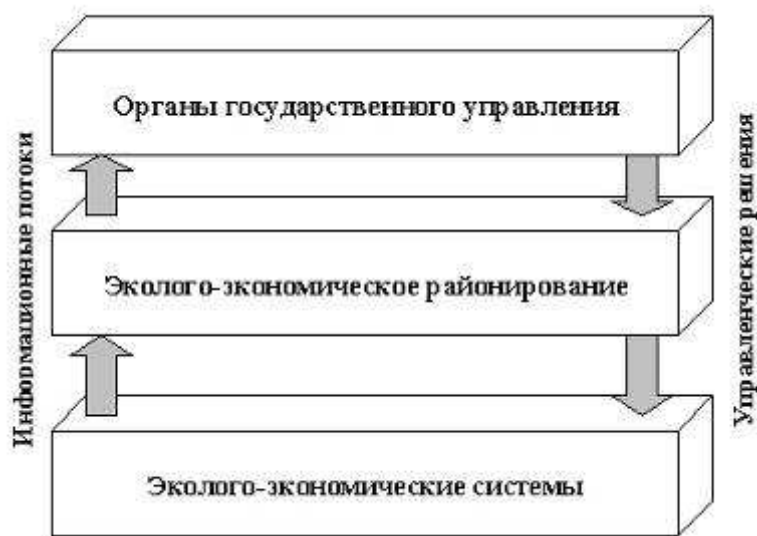 Органы государственного управления
Информационные потоки
Управленческие решения
Эколого-экономическое районирование
Эколого-экономические системы